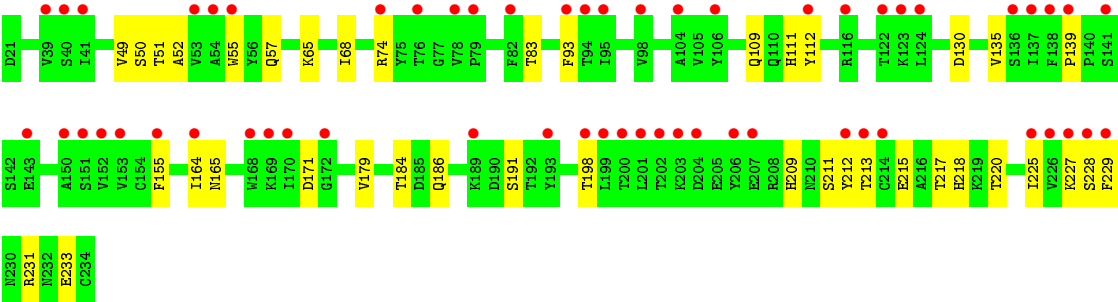 D21 V39 S40 I41 V49 S50 T51 A52 V53 A54 W55 Y56 Q57 K65 I68 R74 Y75 T76 G77 V78 P79 F82 T83 F93 T94 I95 V98 A104 V105 Y106 Q109 Q110 H111 Y112 R116 T122 K123 L124 D130 V135 S136 I137 F138 P139 P140 S141
S142 E143 A150 S151 V152 V153 C154 F155 I164 N165 W168 K169 I170 D171 G172 V179 T184 D185 Q186 K189 D190 S191 T192 Y193 T198 L199 T200 L201 T202 K203 D204 E205 Y206 E207 R208 H209 N210 S211 Y212 T213 C214 E215 A216 T217 H218 K219 T220 I225 V226 K227 S228 F229
N230 R231 N232 E233 C234